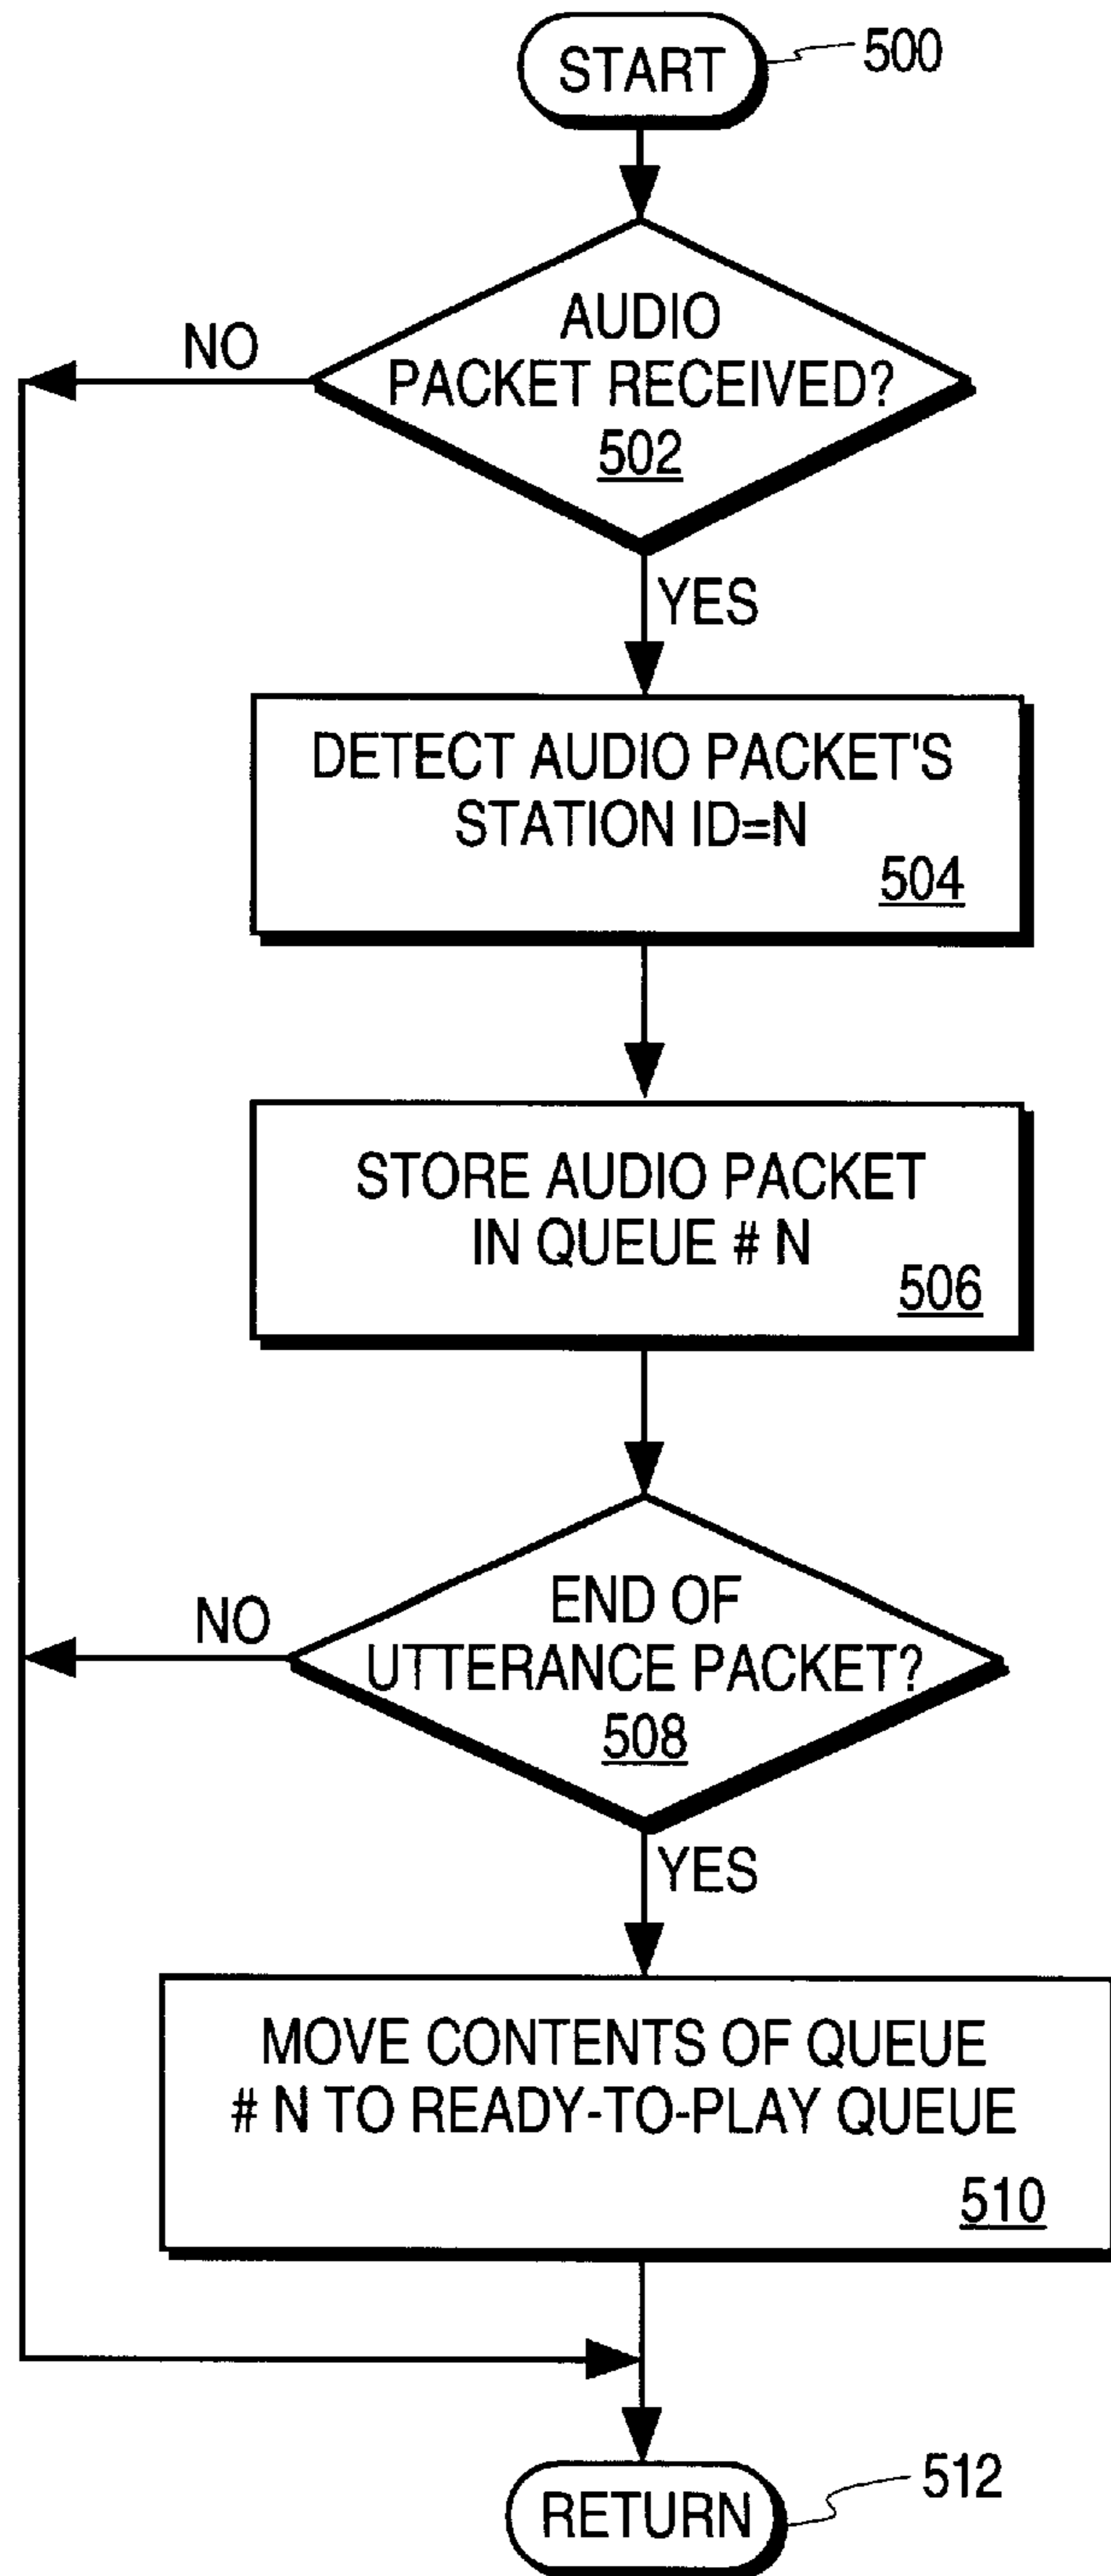 START
500
AUDIO
PACKET RECEIVED?
502
NO
YES
DETECT AUDIO PACKET'S
STATION ID=N
504
STORE AUDIO PACKET
IN QUEUE # N
506
END OF
UTTERANCE PACKET?
508
NO
YES
MOVE CONTENTS OF QUEUE
# N TO READY-TO-PLAY QUEUE
510
RETURN
512